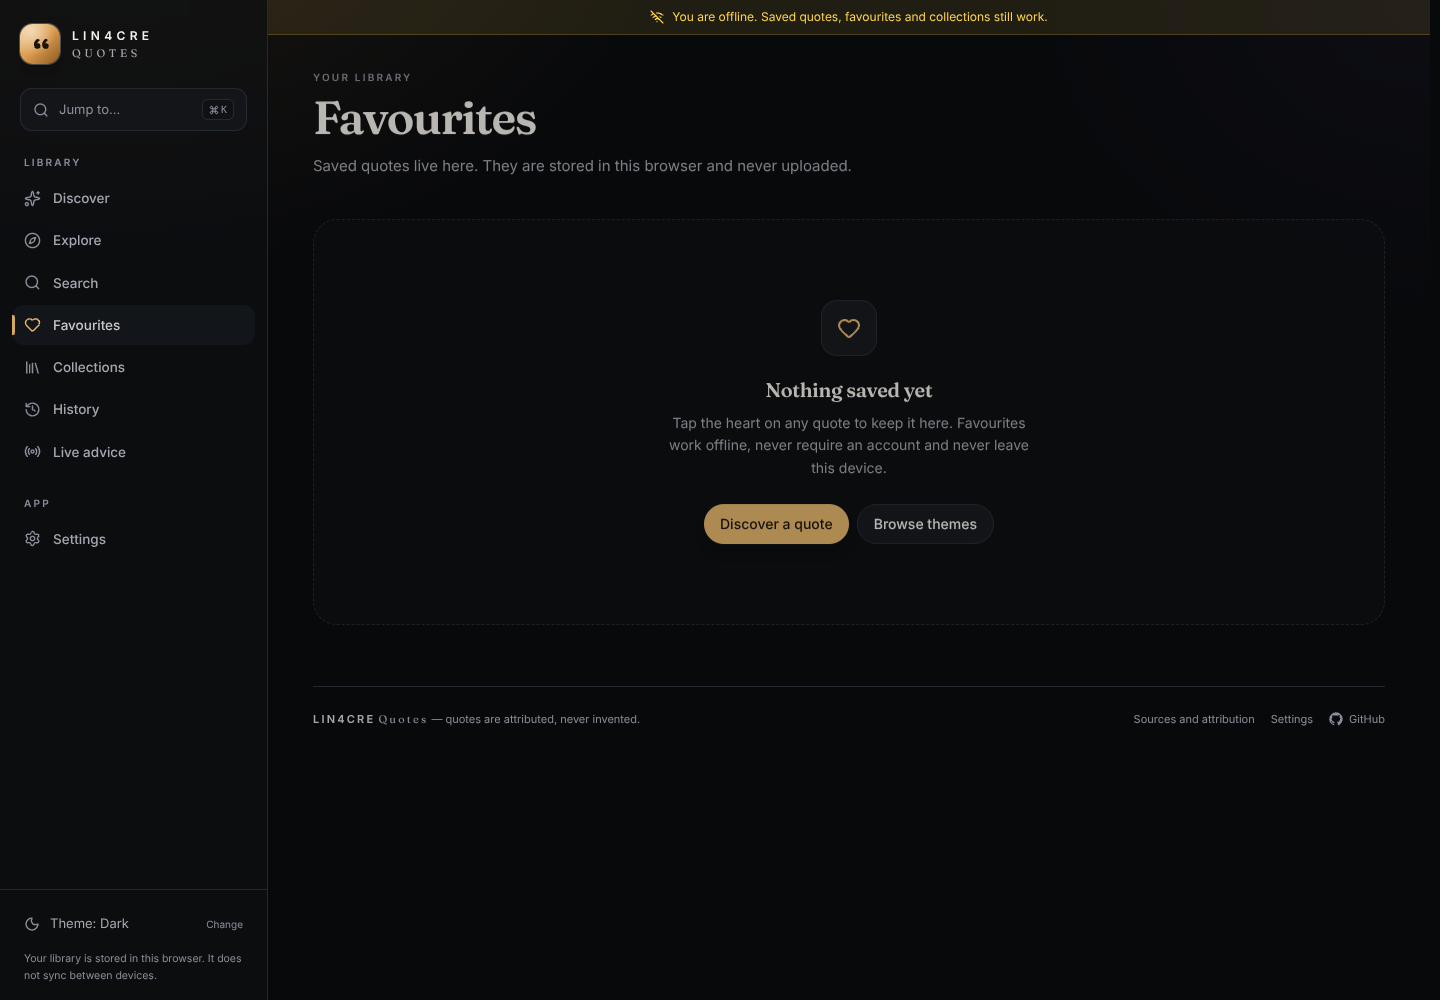 LIN4CRE
QUOTES
Jump to...
⌘K
LIBRARY
Discover
Explore
Search
Favourites
Collections
History
Live advice
APP
Settings
Theme: Dark
Change
Your library is stored in this browser. It does
not sync between devices.
You are offline. Saved quotes, favourites and collections still work.
YOUR LIBRARY
Favourites
Saved quotes live here. They are stored in this browser and never uploaded.
Nothing saved yet
Tap the heart on any quote to keep it here. Favourites
work offline, never require an account and never leave
this device.
Discover a quote
Browse themes
LIN4CRE Quotes — quotes are attributed, never invented.
Sources and attribution
Settings
GitHub